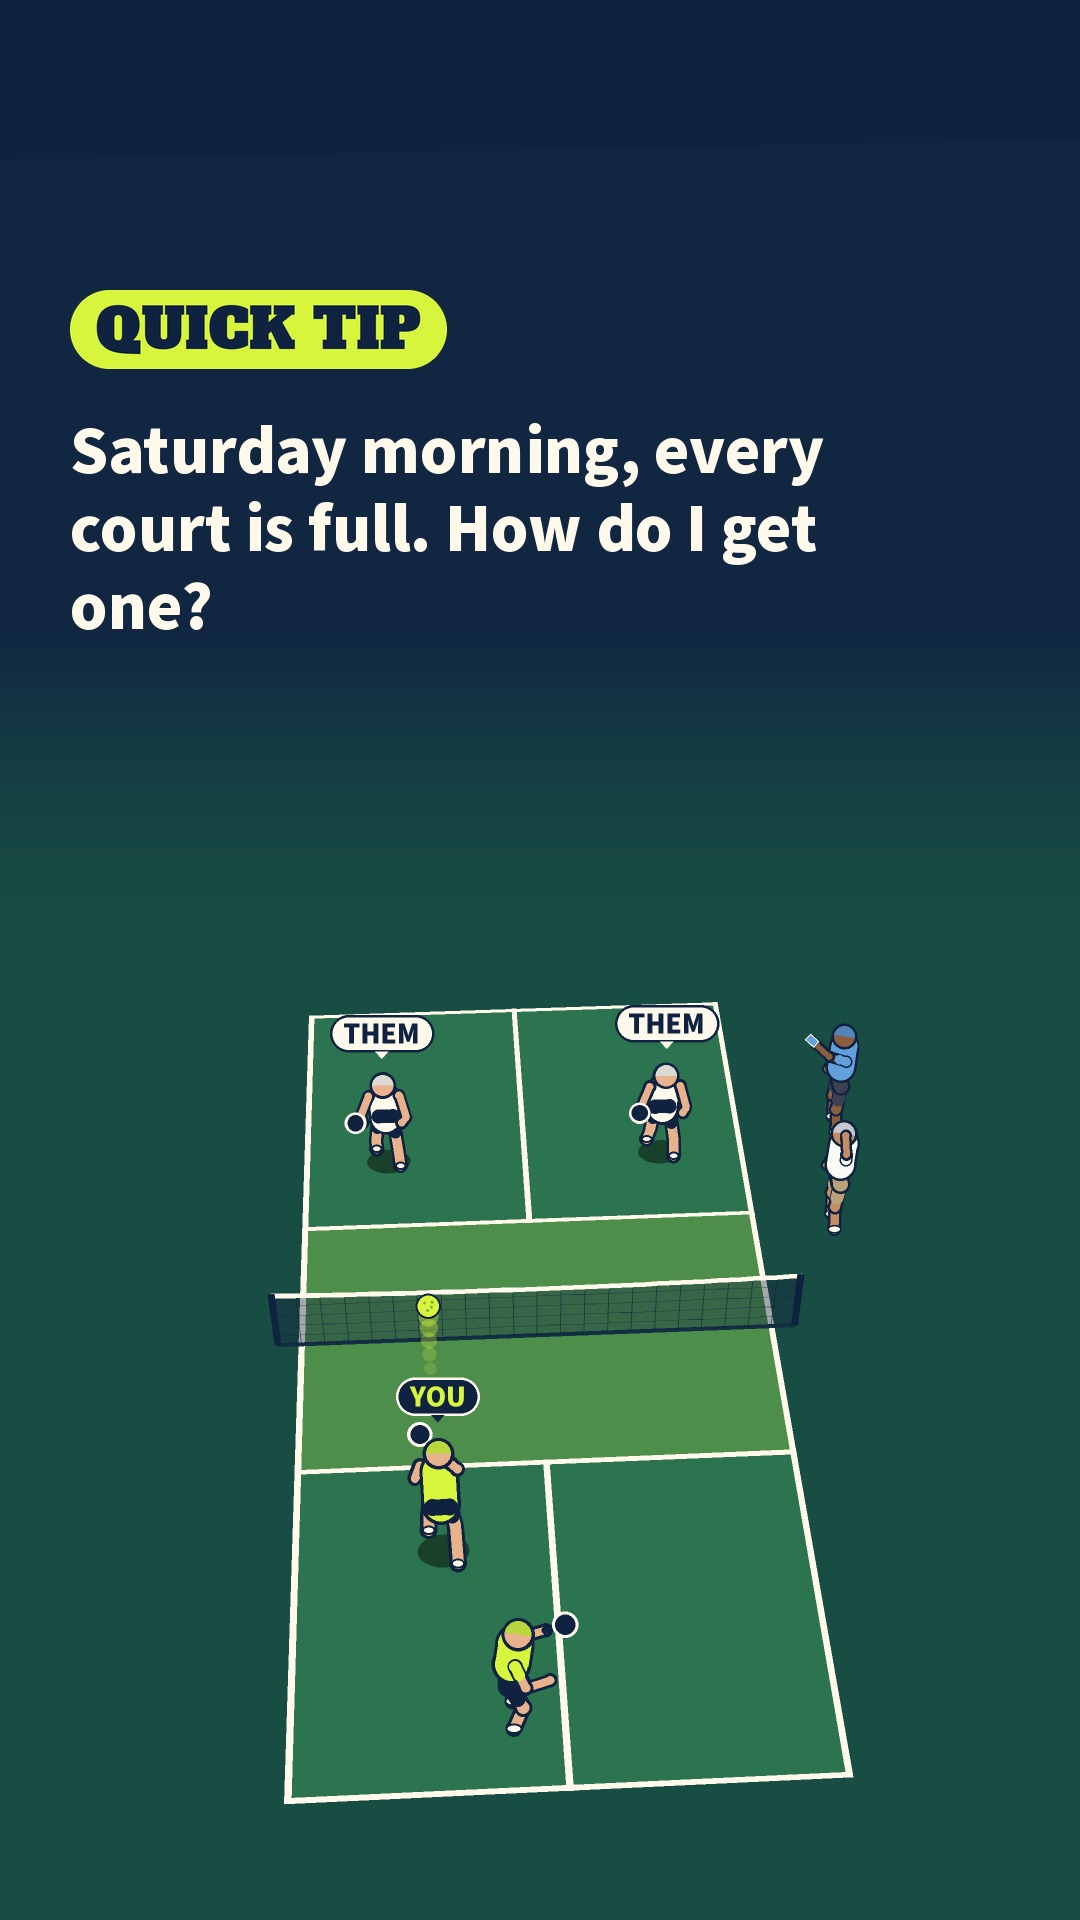 QUICK TIP
Saturday morning, every
court is full. How do I get
one?
THEM
THEM
YOU